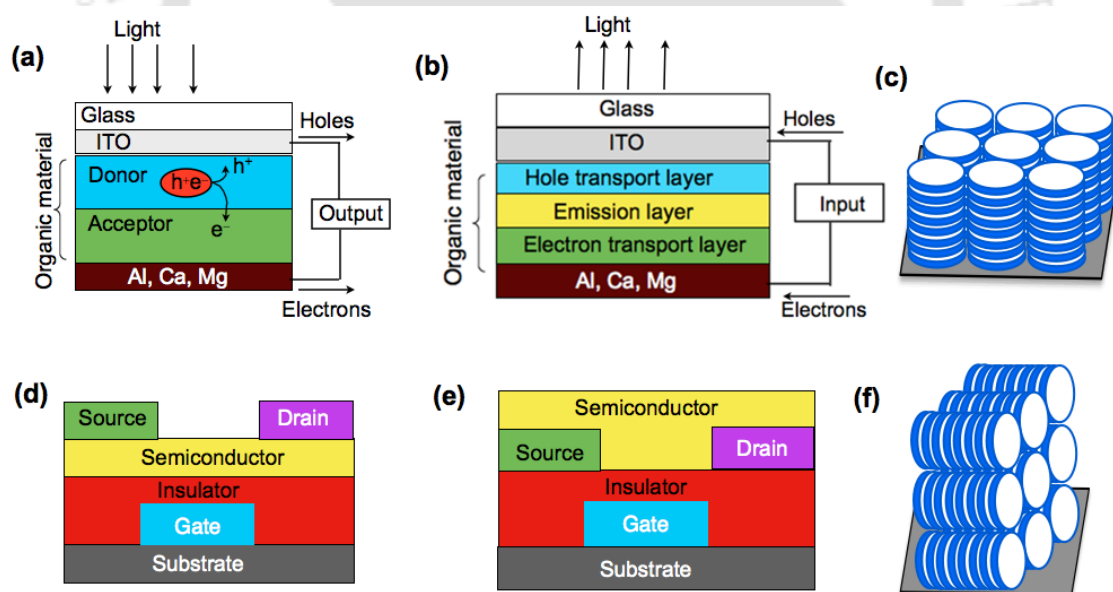 (a)
Light
Glass
ITO
Holes
Organic material
Donor
h⁺e⁻
h⁺
Acceptor
e⁻
Output
Al, Ca, Mg
Electrons
(b)
Light
Glass
ITO
Holes
Organic material
Hole transport layer
Emission layer
Electron transport layer
Input
Al, Ca, Mg
Electrons
(c)
(d)
Source
Drain
Semiconductor
Insulator
Gate
Substrate
(e)
Semiconductor
Source
Drain
Insulator
Gate
Substrate
(f)